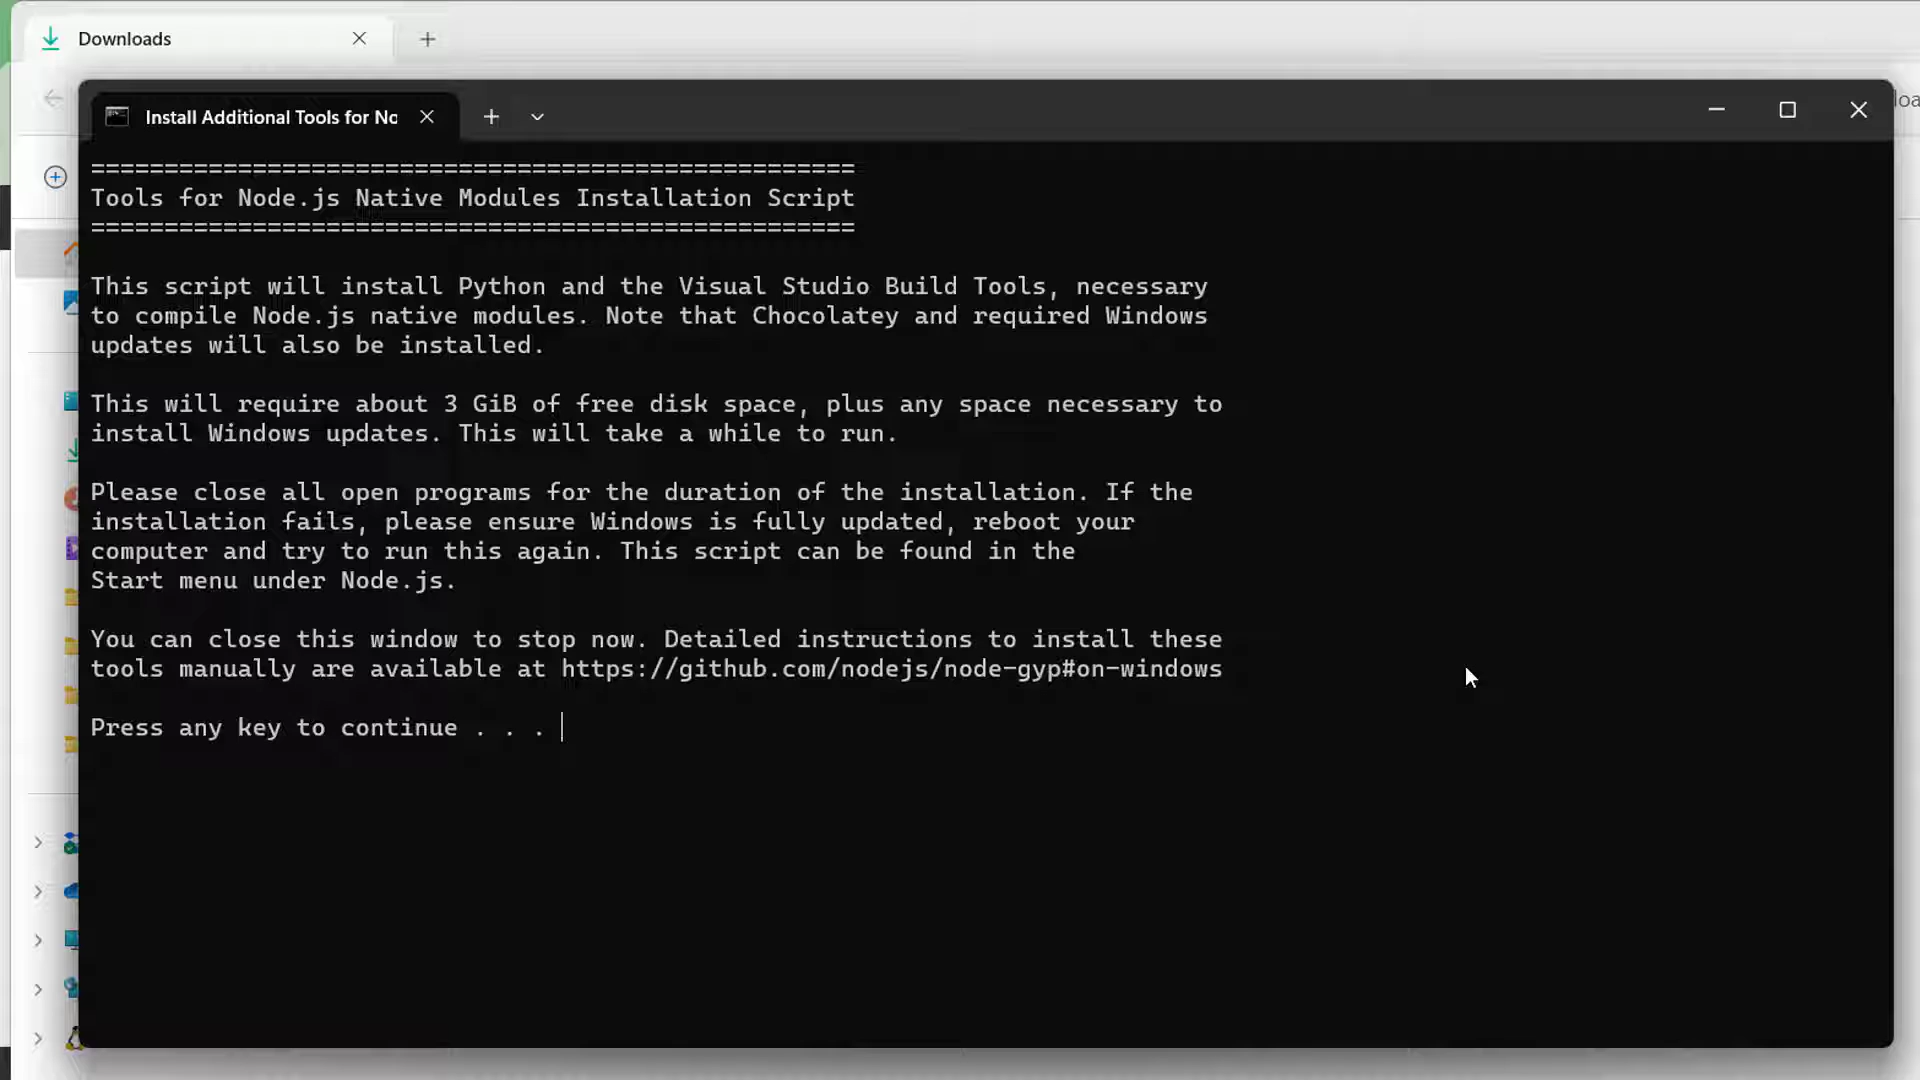 Downloads
Install Additional Tools for No
====================================================
Tools for Node.js Native Modules Installation Script
====================================================
This script will install Python and the Visual Studio Build Tools, necessary
to compile Node.js native modules. Note that Chocolatey and required Windows
updates will also be installed.
This will require about 3 GiB of free disk space, plus any space necessary to
install Windows updates. This will take a while to run.
Please close all open programs for the duration of the installation. If the
installation fails, please ensure Windows is fully updated, reboot your
computer and try to run this again. This script can be found in the
Start menu under Node.js.
You can close this window to stop now. Detailed instructions to install these
tools manually are available at https://github.com/nodejs/node-gyp#on-windows
Press any key to continue . . .